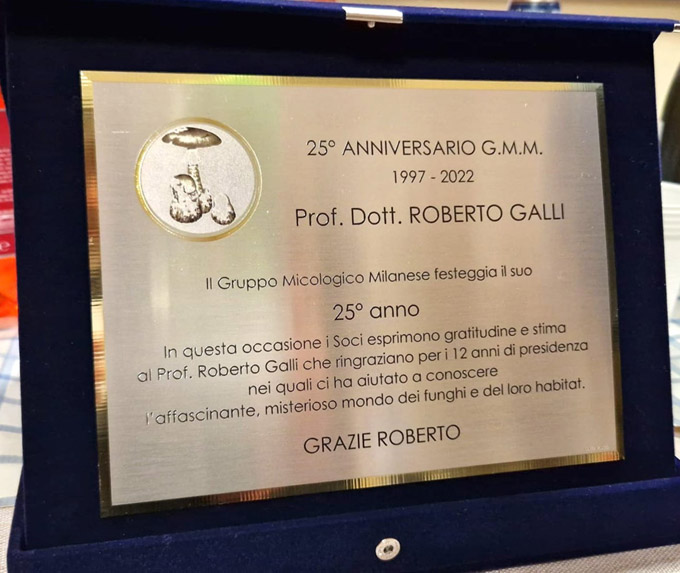 25° ANNIVERSARIO G.M.M.
1997 - 2022
Prof. Dott. ROBERTO GALLI
Il Gruppo Micologico Milanese festeggia il suo
25° anno
In questa occasione i Soci esprimono gratitudine e stima
al Prof. Roberto Galli che ringraziano per i 12 anni di presidenza
nei quali ci ha aiutato a conoscere
l'affascinante, misterioso mondo dei funghi e del loro habitat.
GRAZIE ROBERTO